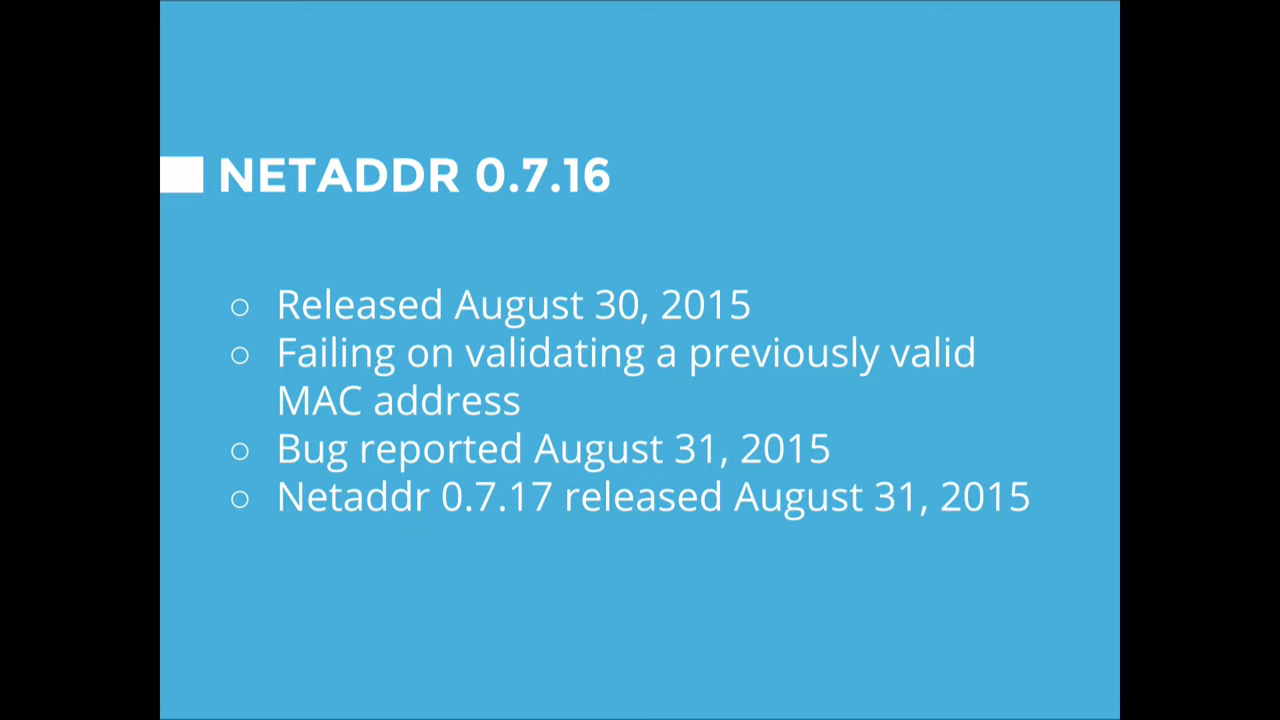 NETADDR 0.7.16
○ Released August 30, 2015
○ Failing on validating a previously valid
MAC address
○ Bug reported August 31, 2015
○ Netaddr 0.7.17 released August 31, 2015